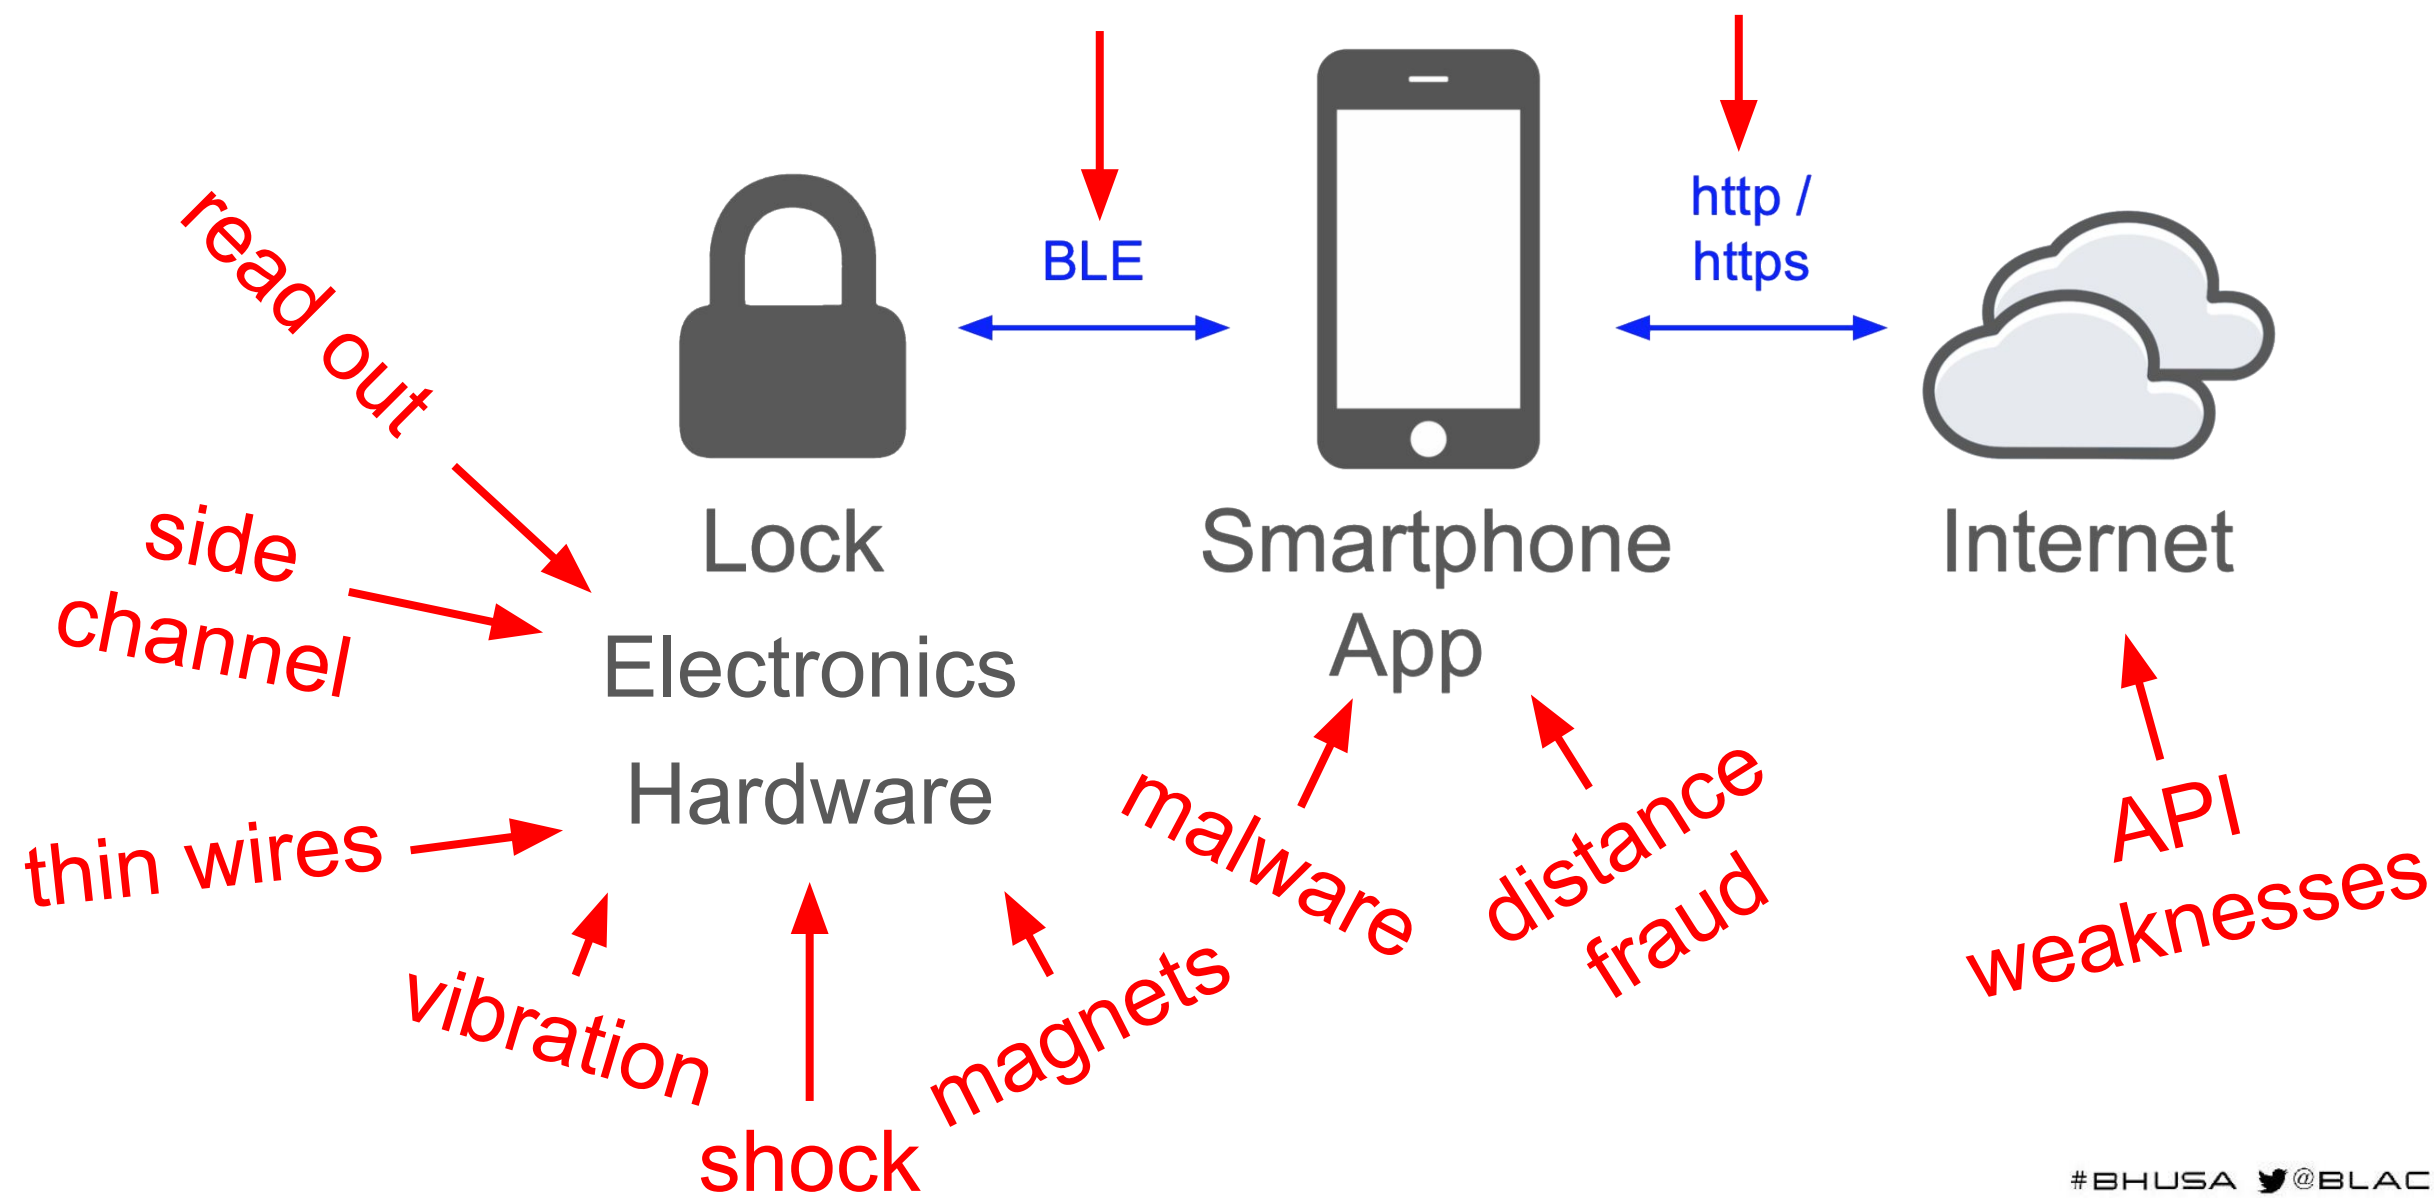 http /
https
BLE
read out
side
channel
Lock
Electronics
Hardware
Smartphone
App
Internet
thin wires
vibration
shock
magnets
malware
distance
fraud
API
weaknesses
#BHUSA @BLAC